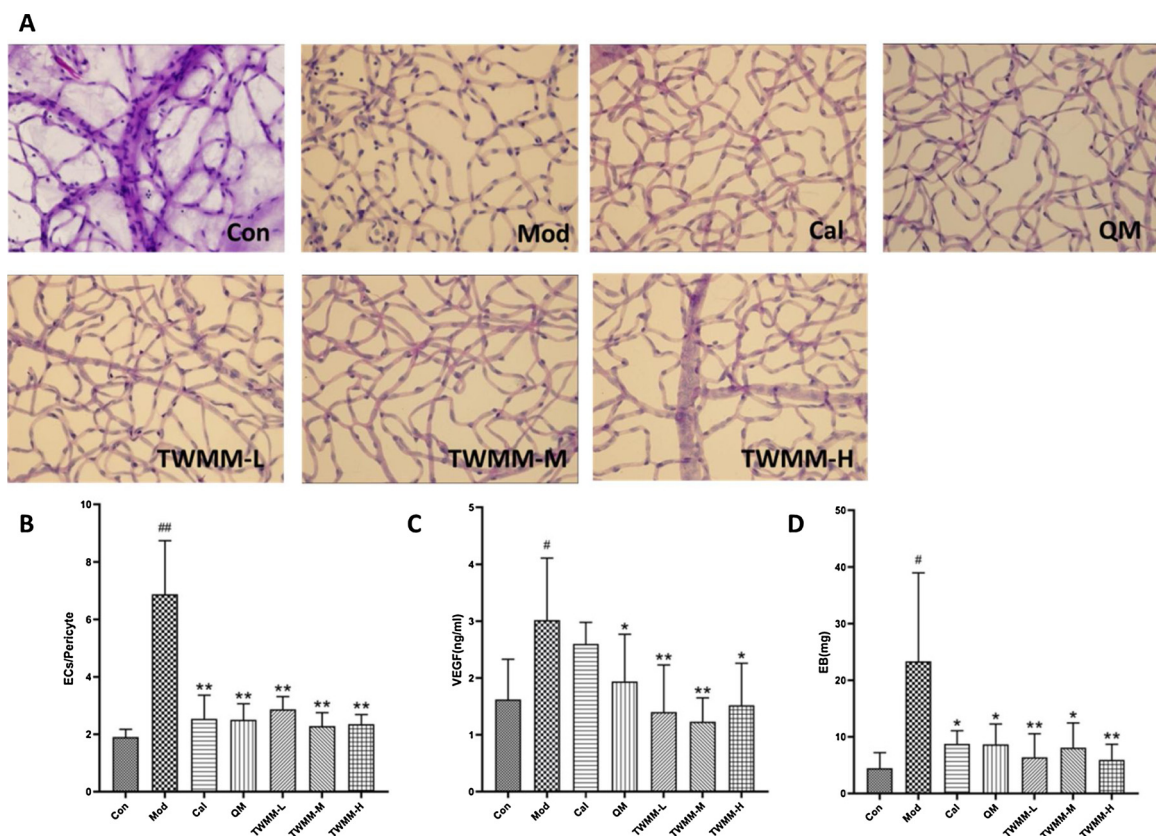 A
Con
Mod
Cal
QM
TWMM-L
TWMM-M
TWMM-H
B
ECs/Pericyte
10
8
6
4
2
0
##
**
**
**
**
**
Con
Mod
Cal
QM
TWMM-L
TWMM-M
TWMM-H
C
VEGF(ng/ml)
5
4
3
2
1
0
#
*
**
**
*
Con
Mod
Cal
QM
TWMM-L
TWMM-M
TWMM-H
D
EB(mg)
50
40
30
20
10
0
#
*
*
**
*
**
Con
Mod
Cal
QM
TWMM-L
TWMM-M
TWMM-H